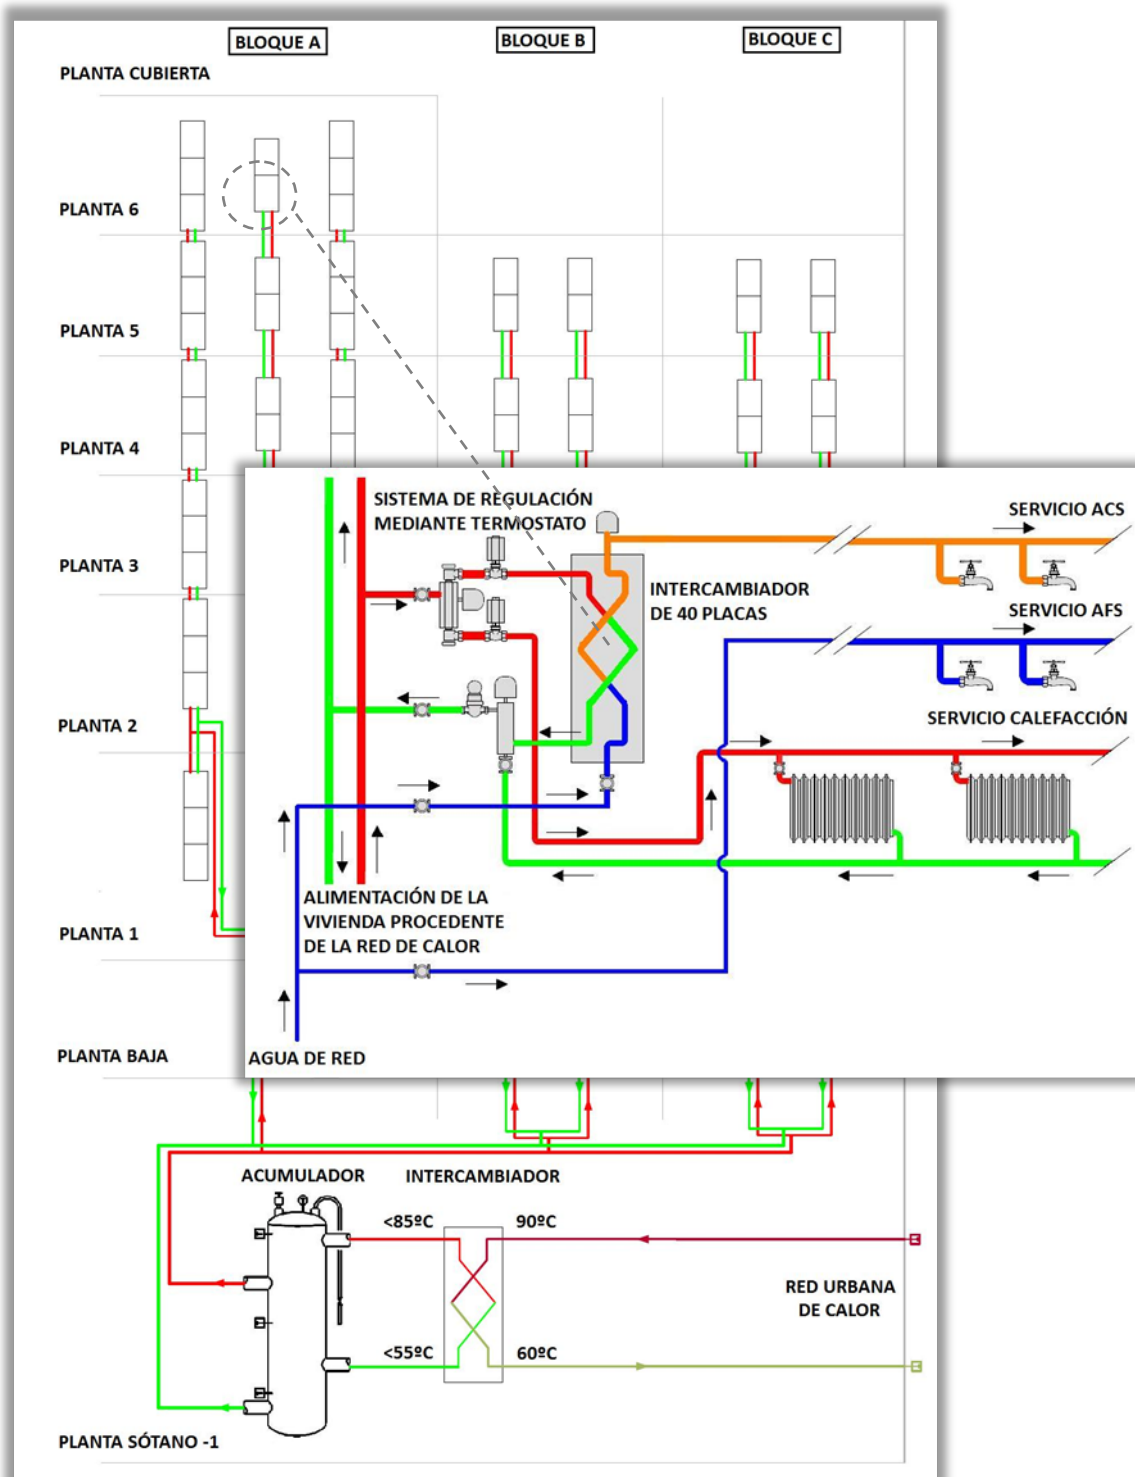 BLOQUE A
BLOQUE B
BLOQUE C
PLANTA CUBIERTA
PLANTA 6
PLANTA 5
PLANTA 4
PLANTA 3
PLANTA 2
PLANTA 1
PLANTA BAJA
SISTEMA DE REGULACIÓN
MEDIANTE TERMOSTATO
SERVICIO ACS
INTERCAMBIADOR
DE 40 PLACAS
SERVICIO AFS
SERVICIO CALEFACCIÓN
ALIMENTACIÓN DE LA
VIVIENDA PROCEDENTE
DE LA RED DE CALOR
AGUA DE RED
ACUMULADOR
INTERCAMBIADOR
<85ºC
90ºC
RED URBANA
DE CALOR
<55ºC
60ºC
PLANTA SÓTANO -1